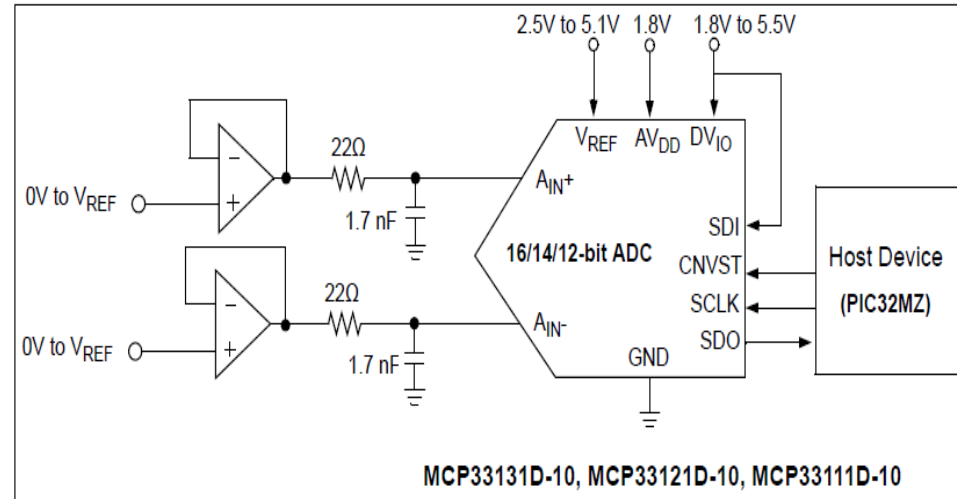 2.5V to 5.1V 1.8V 1.8V to 5.5V
VREF AVDD DVIO
22Ω
AIN+
0V to VREF
1.7 nF
SDI
16/14/12-bit ADC
CNVST
Host Device
SCLK
(PIC32MZ)
22Ω
AIN-
SDO
0V to VREF
1.7 nF
GND
MCP33131D-10, MCP33121D-10, MCP33111D-10